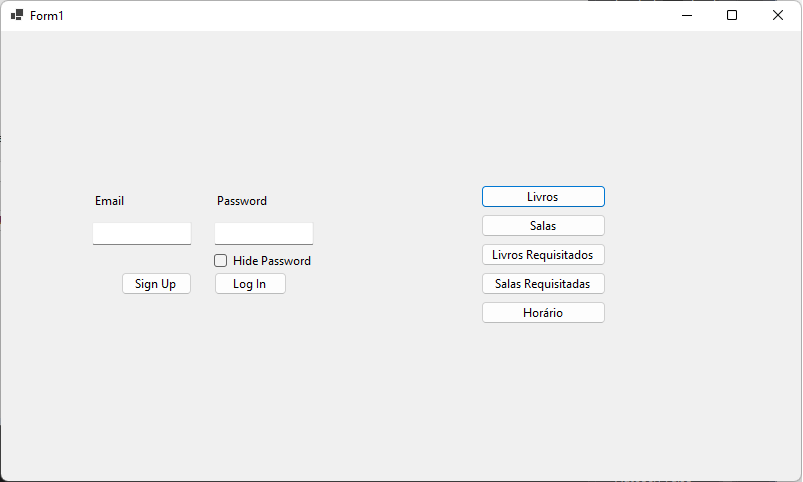 Form1
Email
Password
Hide Password
Sign Up
Log In
Livros
Salas
Livros Requisitados
Salas Requisitadas
Horário